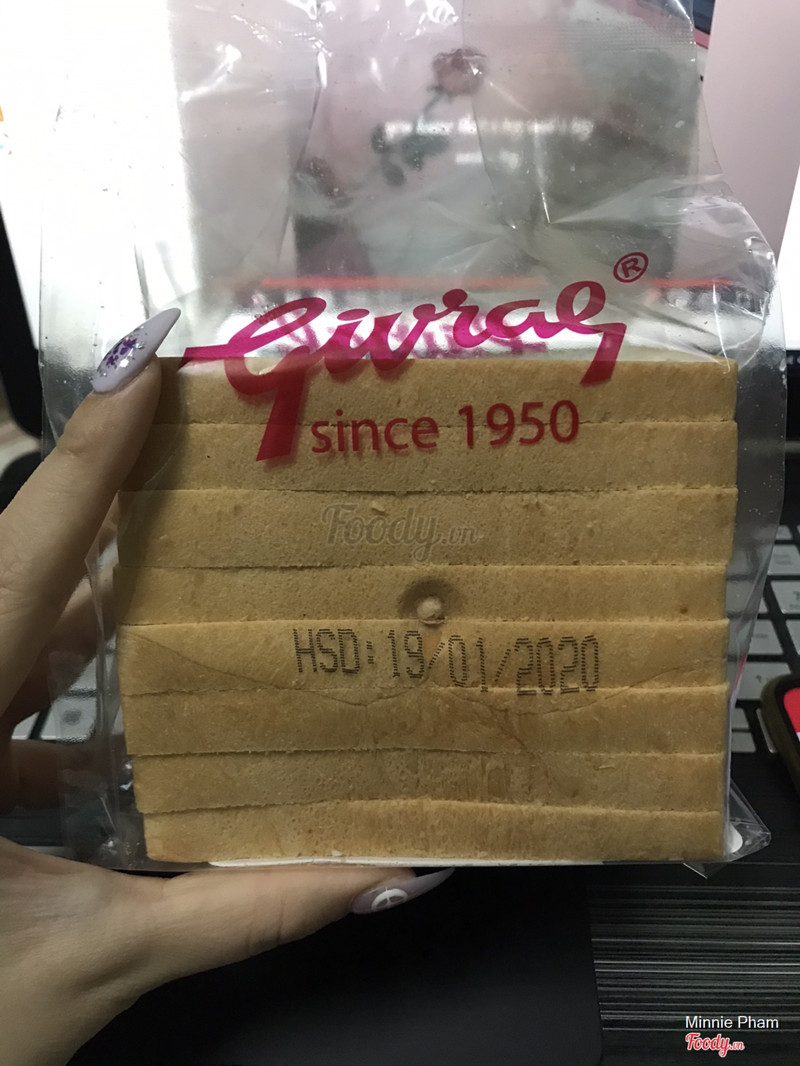 Givral®
since 1950
Foody.vn
HSD: 19/01/2020
Minnie Pham
Foody.vn